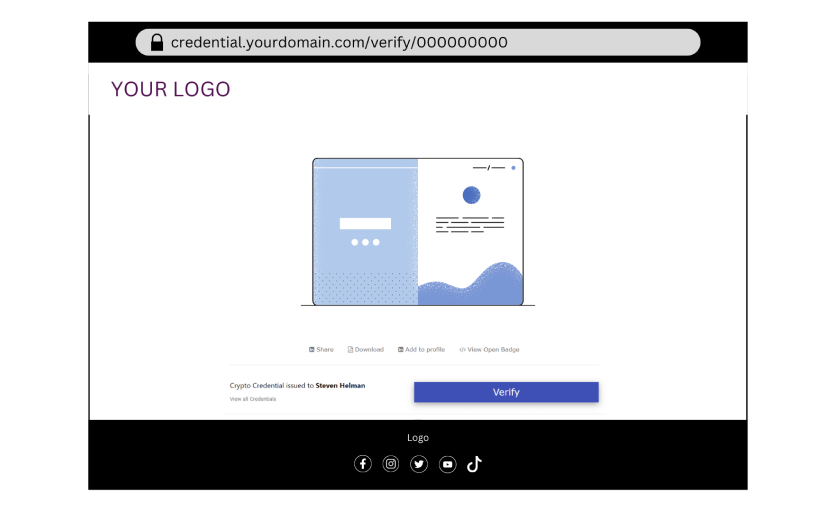 credential.yourdomain.com/verify/000000000
YOUR LOGO
Share Download Add to profile </> View Open Badge
Crypto Credential issued to Steven Helman
View all Credentials
Verify
Logo